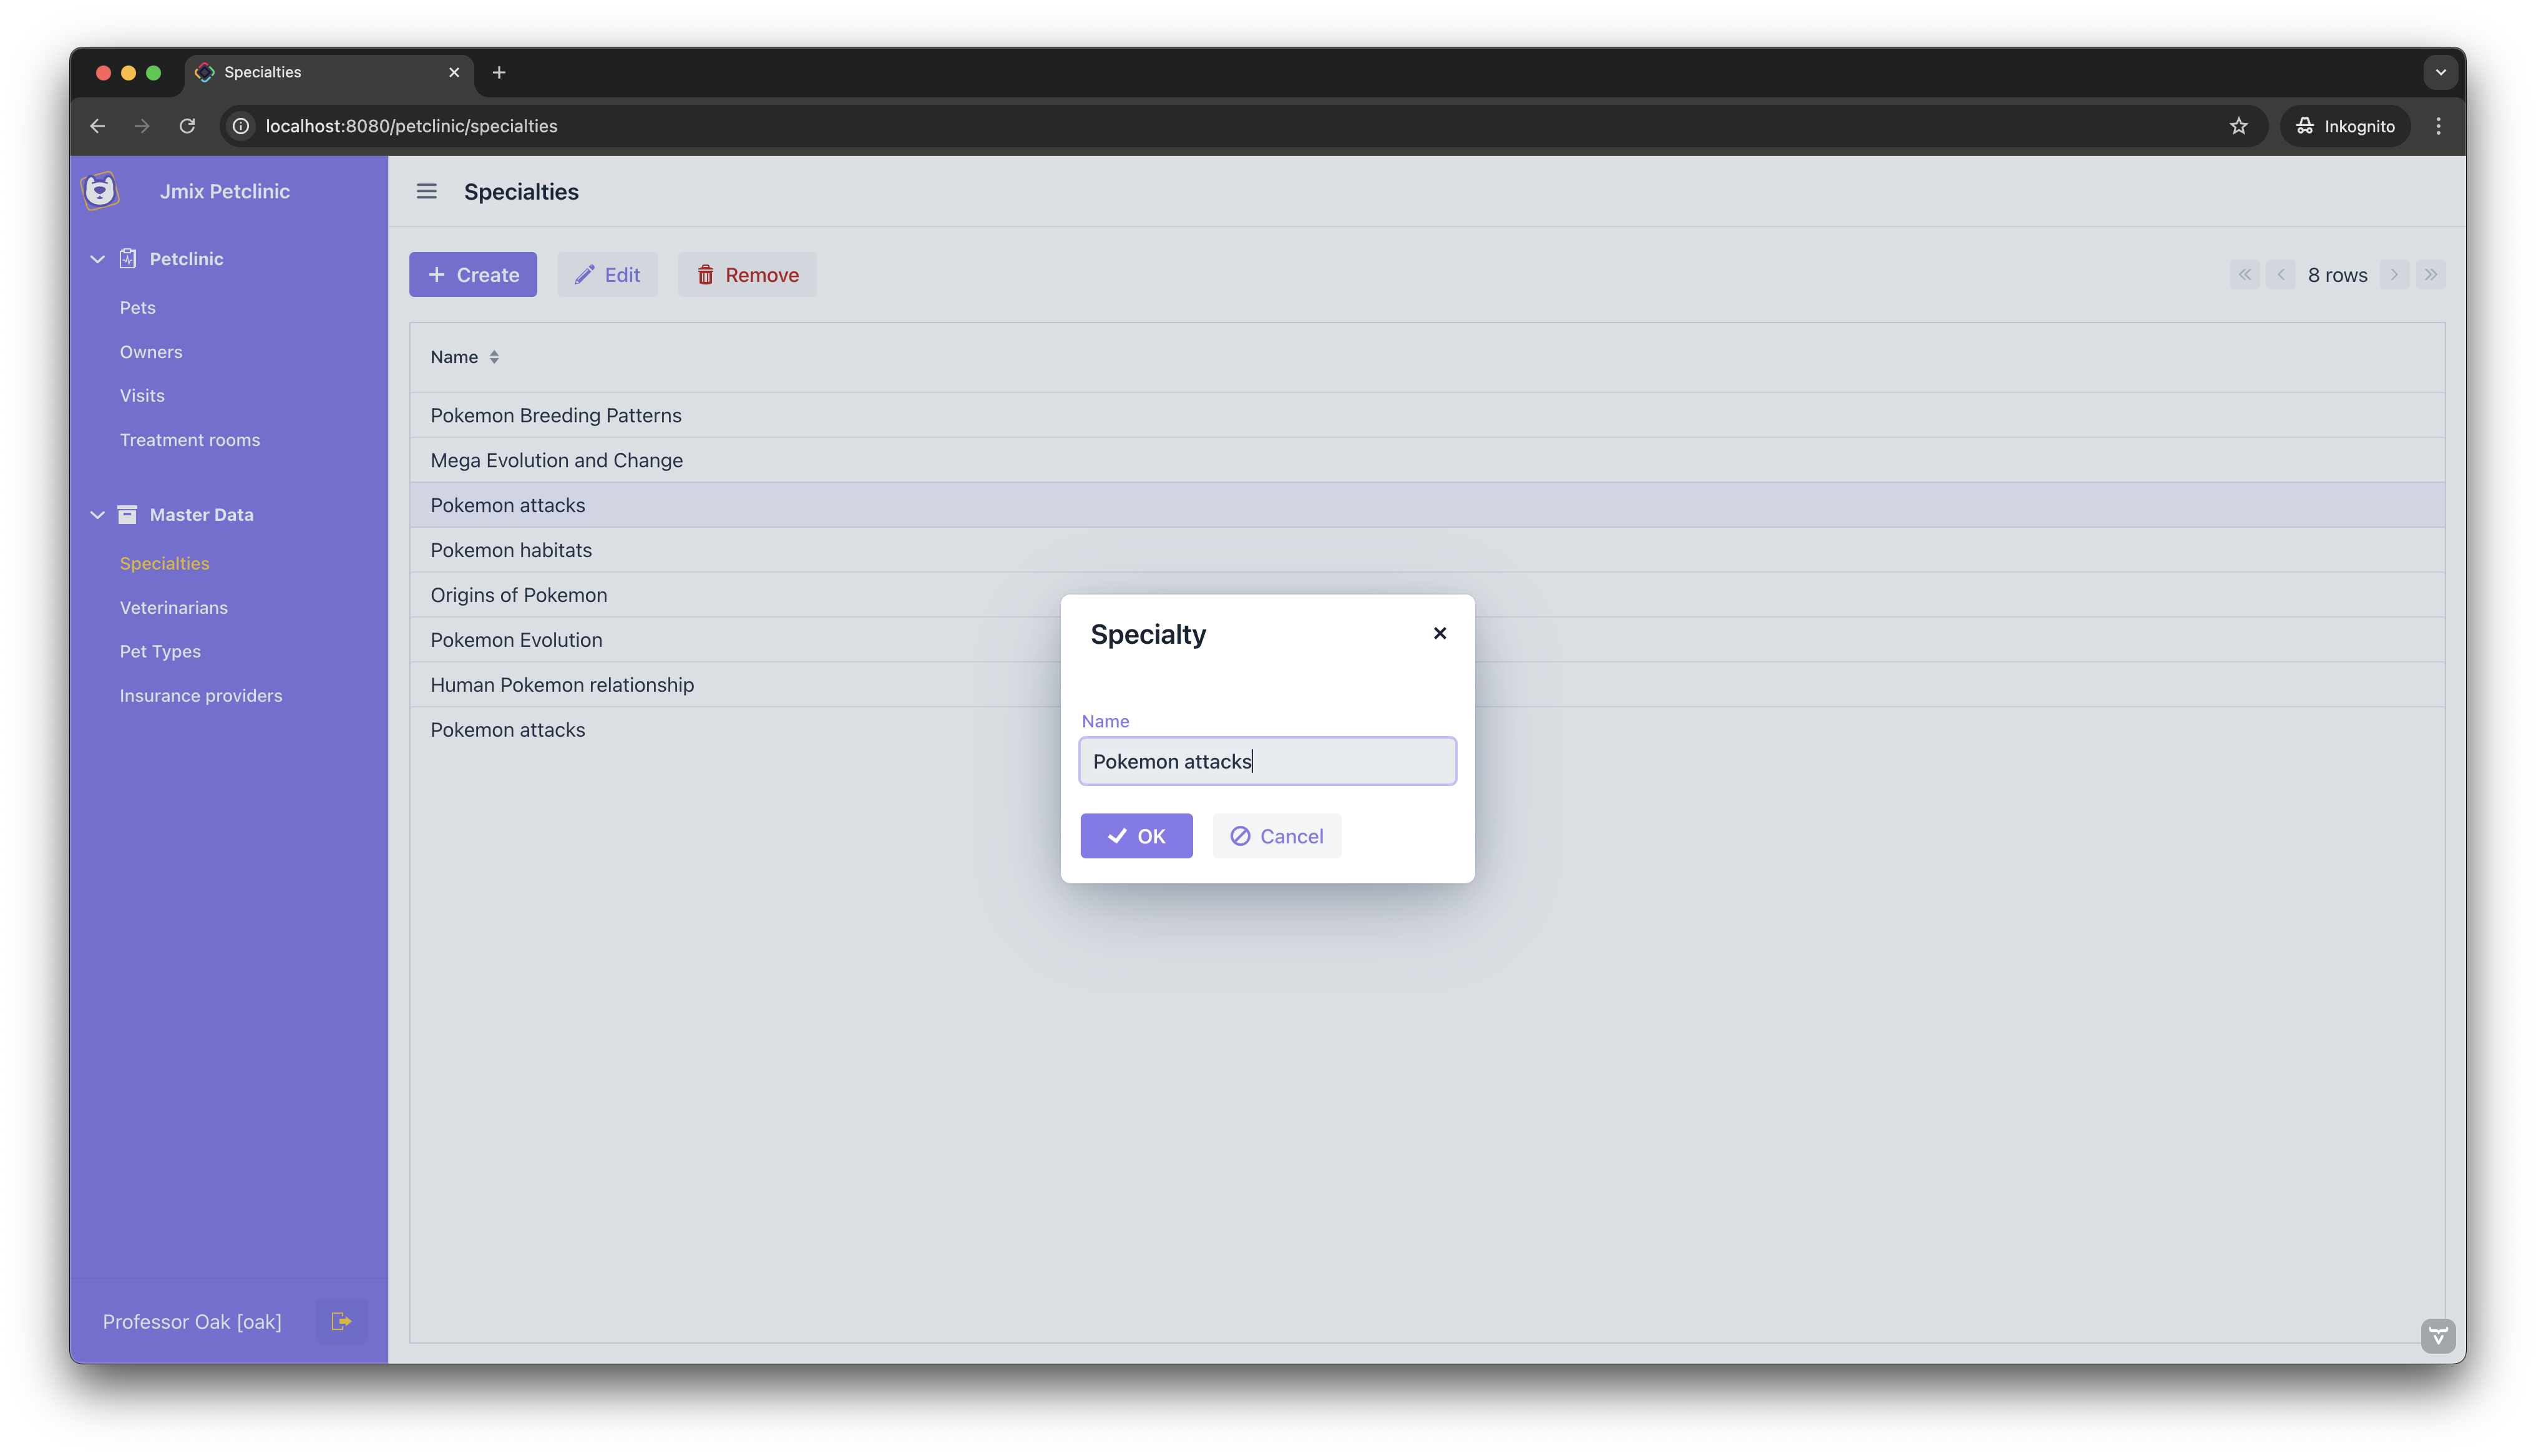 Specialties
localhost:8080/petclinic/specialties
Inkognito
Jmix Petclinic
Petclinic
Pets
Owners
Visits
Treatment rooms
Master Data
Specialties
Veterinarians
Pet Types
Insurance providers
Professor Oak [oak]
Specialties
Create
Edit
Remove
8 rows
Name
Pokemon Breeding Patterns
Mega Evolution and Change
Pokemon attacks
Pokemon habitats
Origins of Pokemon
Pokemon Evolution
Human Pokemon relationship
Pokemon attacks
Specialty
Name
Pokemon attacks
OK
Cancel